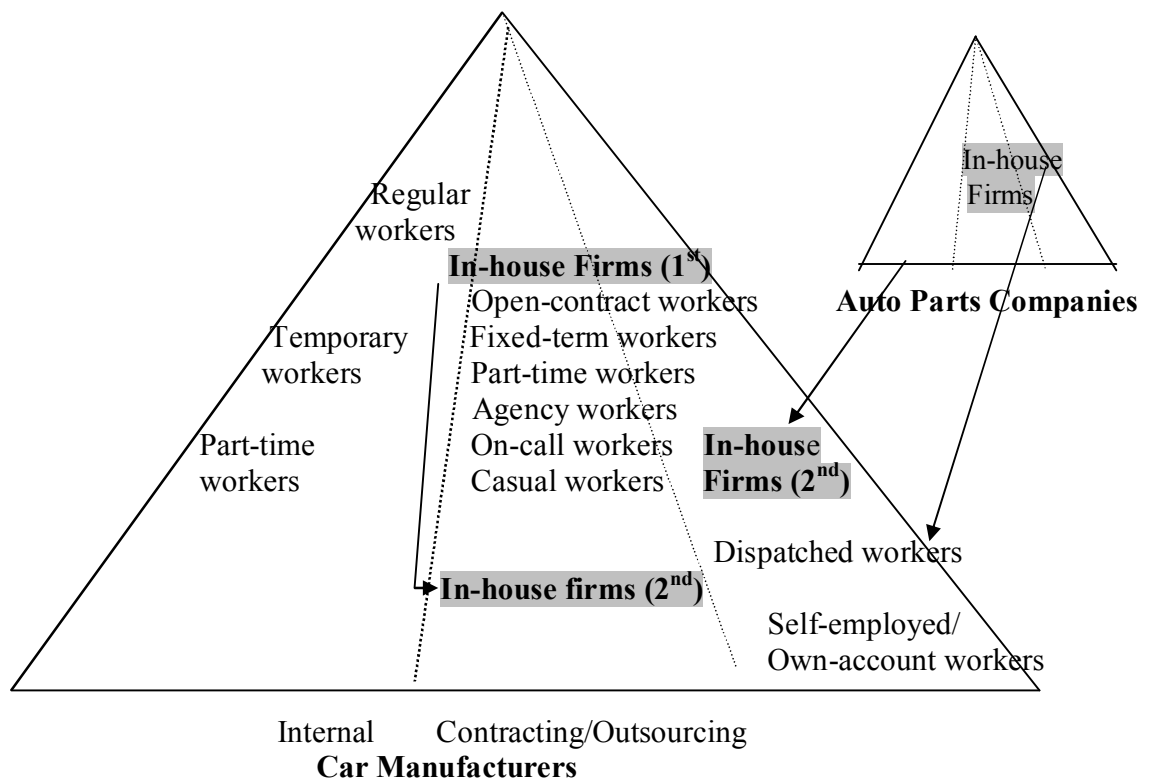 Regular
workers
Temporary
workers
Part-time
workers
In-house Firms (1st)
Open-contract workers
Fixed-term workers
Part-time workers
Agency workers
On-call workers
Casual workers
In-house firms (2nd)
In-house
Firms (2nd)
Dispatched workers
Self-employed/
Own-account workers
Internal Contracting/Outsourcing
Car Manufacturers
In-house
Firms
Auto Parts Companies